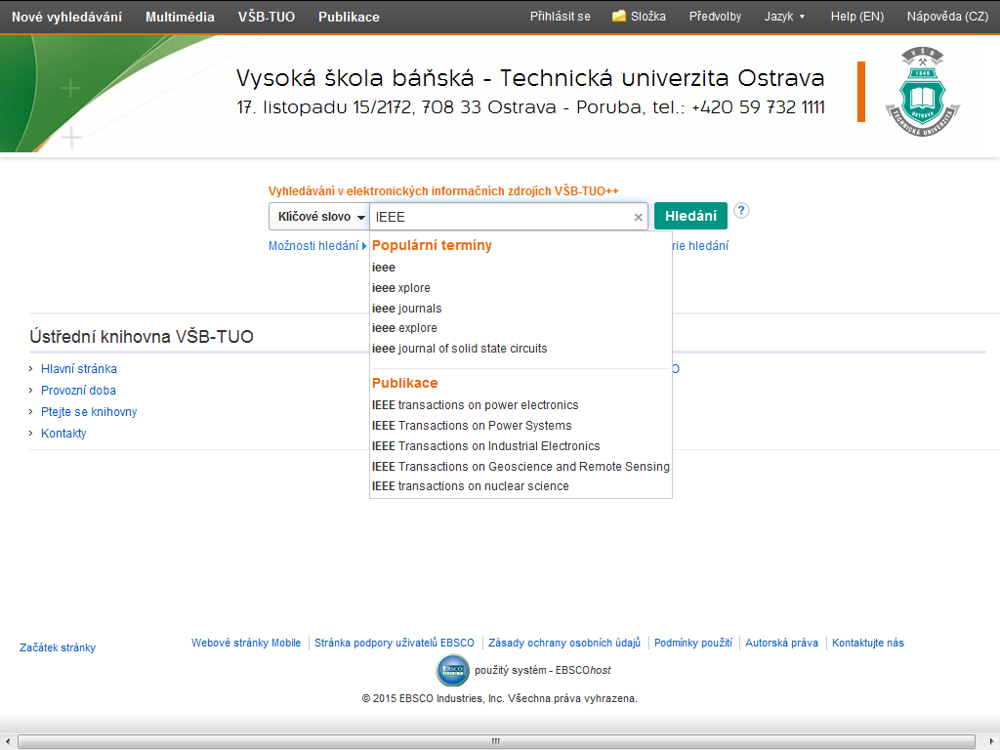 Nové vyhledávání Multimédia VŠB-TUO Publikace Přihlásit se Složka Předvolby Jazyk Help (EN) Nápověda (CZ)
Vysoká škola báňská - Technická univerzita Ostrava
17. listopadu 15/2172, 708 33 Ostrava - Poruba, tel.: +420 59 732 1111
VŠB
1849
OSTRAVA
TECHNICKÁ UNIVERZITA
Vyhledávání v elektronických informačních zdrojích VŠB-TUO++
Klíčové slovo IEEE × Hledání ?
Možnosti hledání rie hledání
Populární termíny
ieee
ieee xplore
ieee journals
ieee explore
ieee journal of solid state circuits
Ústřední knihovna VŠB-TUO
Hlavní stránka
Provozní doba
Ptejte se knihovny
Kontakty
O
Publikace
IEEE transactions on power electronics
IEEE Transactions on Power Systems
IEEE Transactions on Industrial Electronics
IEEE Transactions on Geoscience and Remote Sensing
IEEE transactions on nuclear science
Začátek stránky
Webové stránky Mobile Stránka podpory uživatelů EBSCO Zásady ochrany osobních údajů Podmínky použití Autorská práva Kontaktujte nás
EBSCO HOST použitý systém - EBSCOhost
© 2015 EBSCO Industries, Inc. Všechna práva vyhrazena.